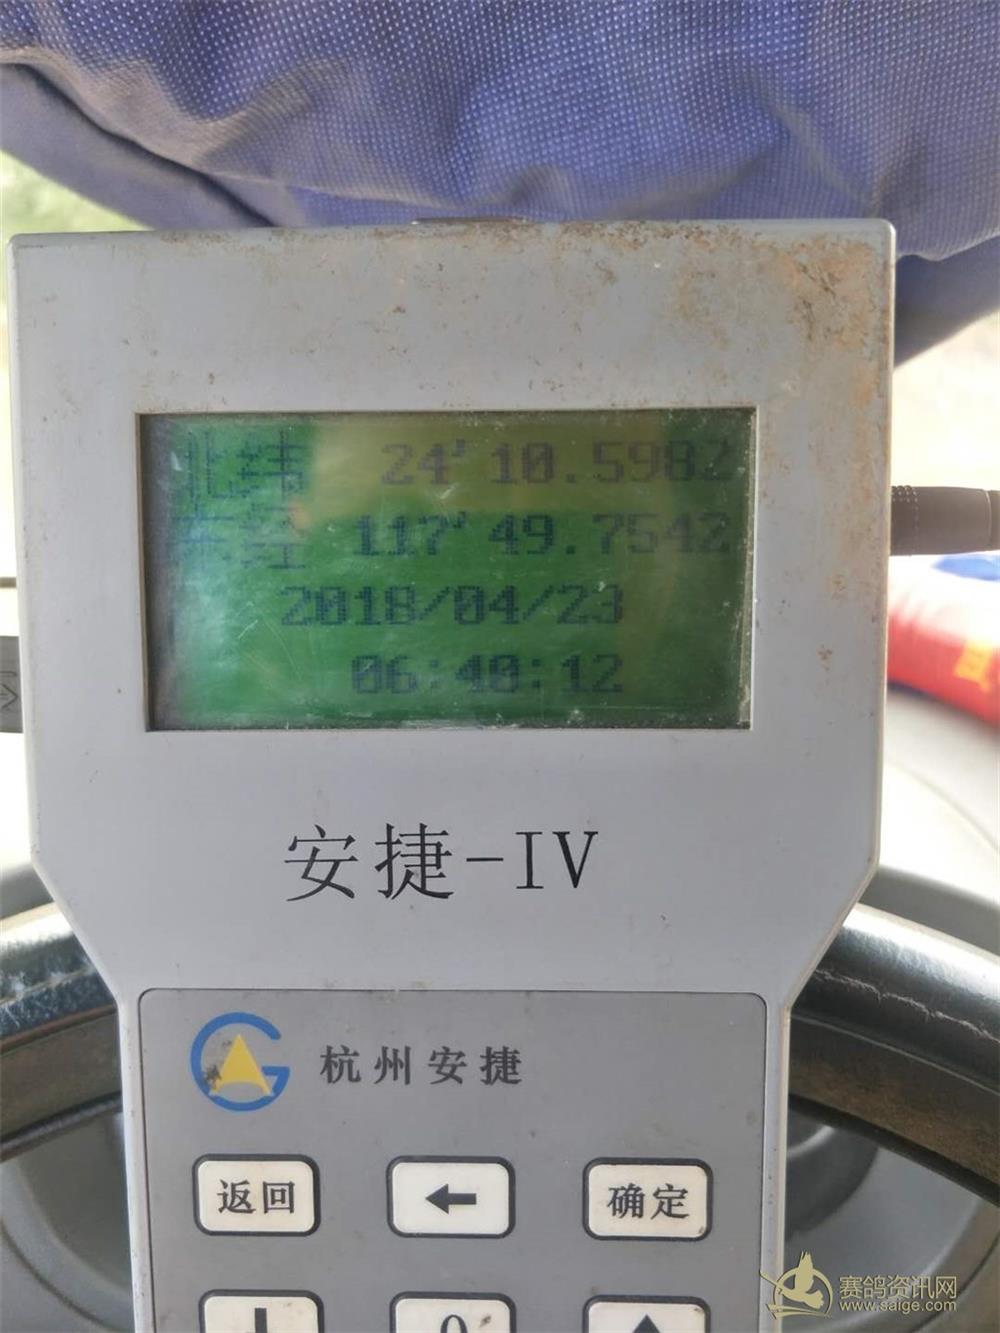 北纬 24' 10.5982
东经 117' 49.7542
2018/04/23
06:40:12
安捷-IV
杭州安捷
返回 ← 确定
0
赛鸽资讯网
www.saige.com